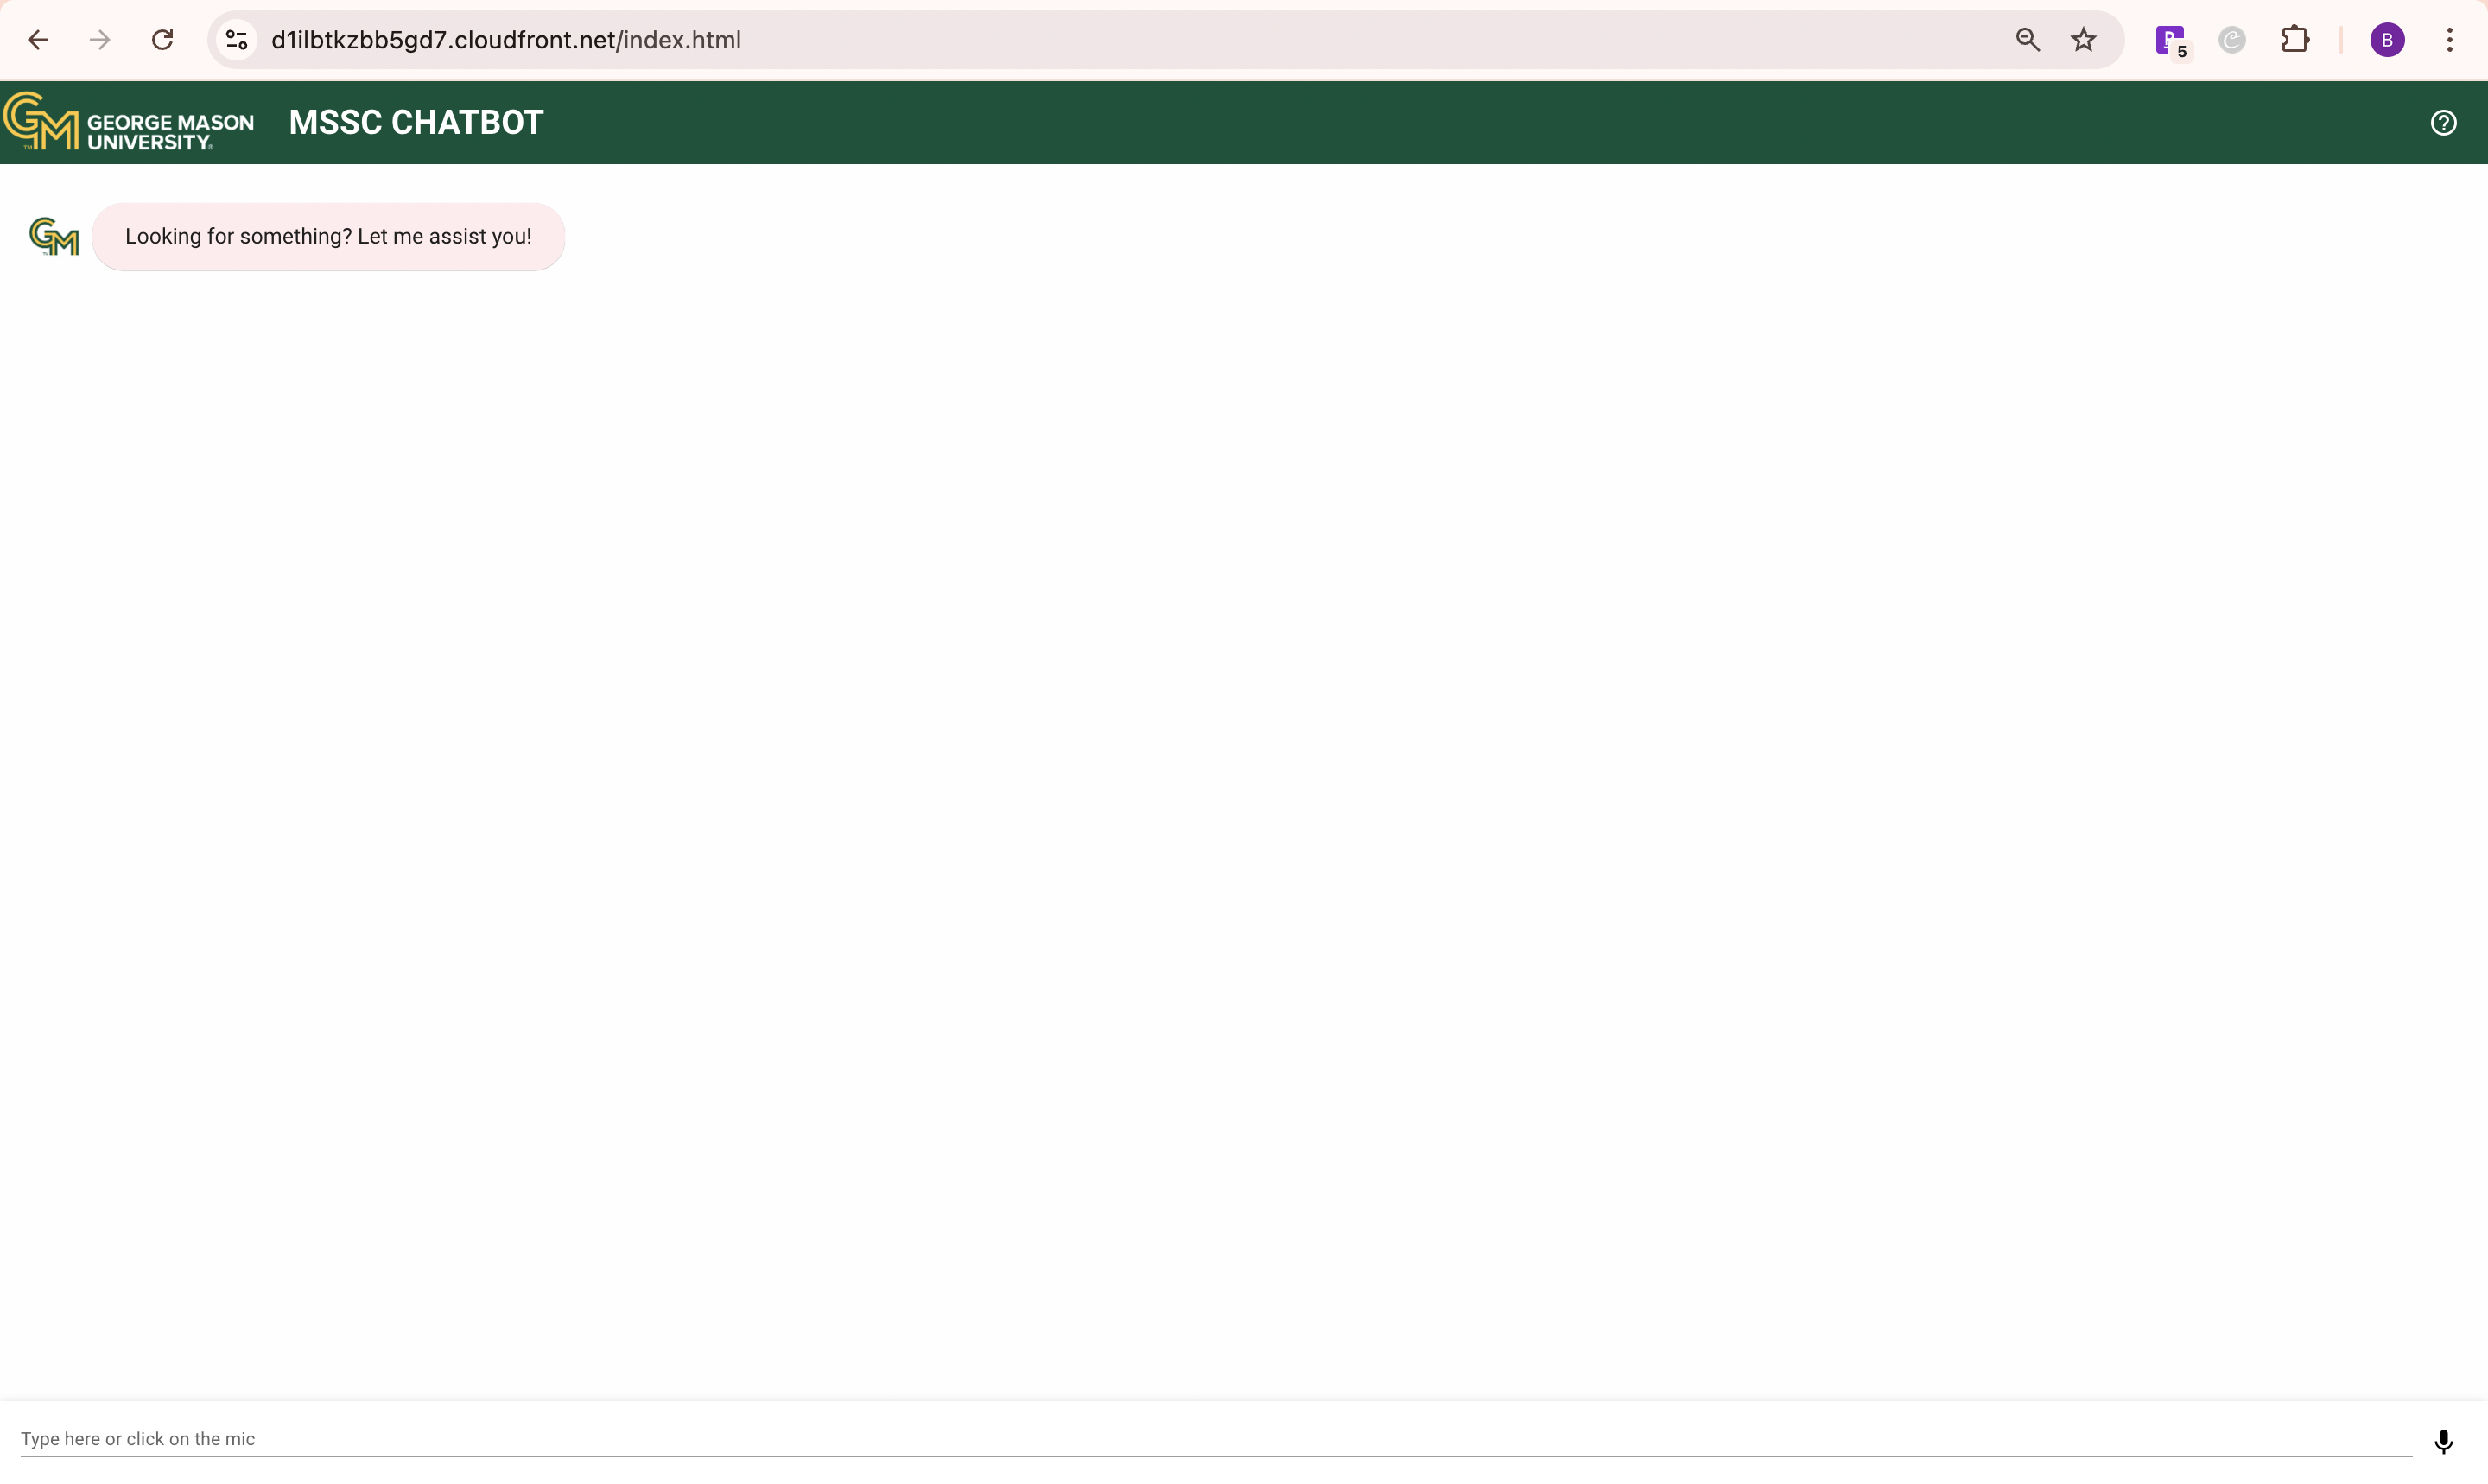 d1ilbtkzbb5gd7.cloudfront.net/index.html
5
B
GEORGE MASON
UNIVERSITY
MSSC CHATBOT
Looking for something? Let me assist you!
Type here or click on the mic